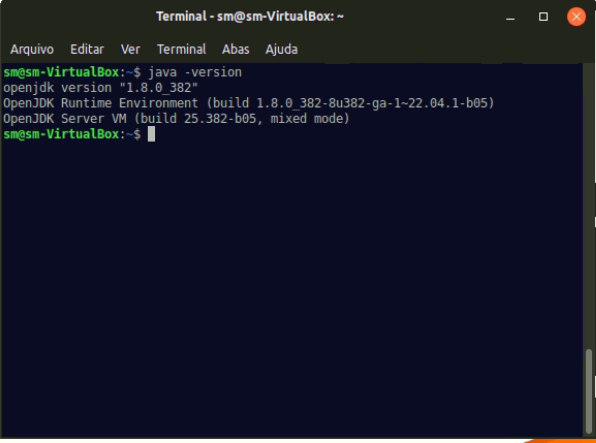 Terminal - sm@sm-VirtualBox: ~
Arquivo Editar Ver Terminal Abas Ajuda
sm@sm-VirtualBox:~$ java -version
openjdk version "1.8.0_382"
OpenJDK Runtime Environment (build 1.8.0_382-8u382-ga-1~22.04.1-b05)
OpenJDK Server VM (build 25.382-b05, mixed mode)
sm@sm-VirtualBox:~$